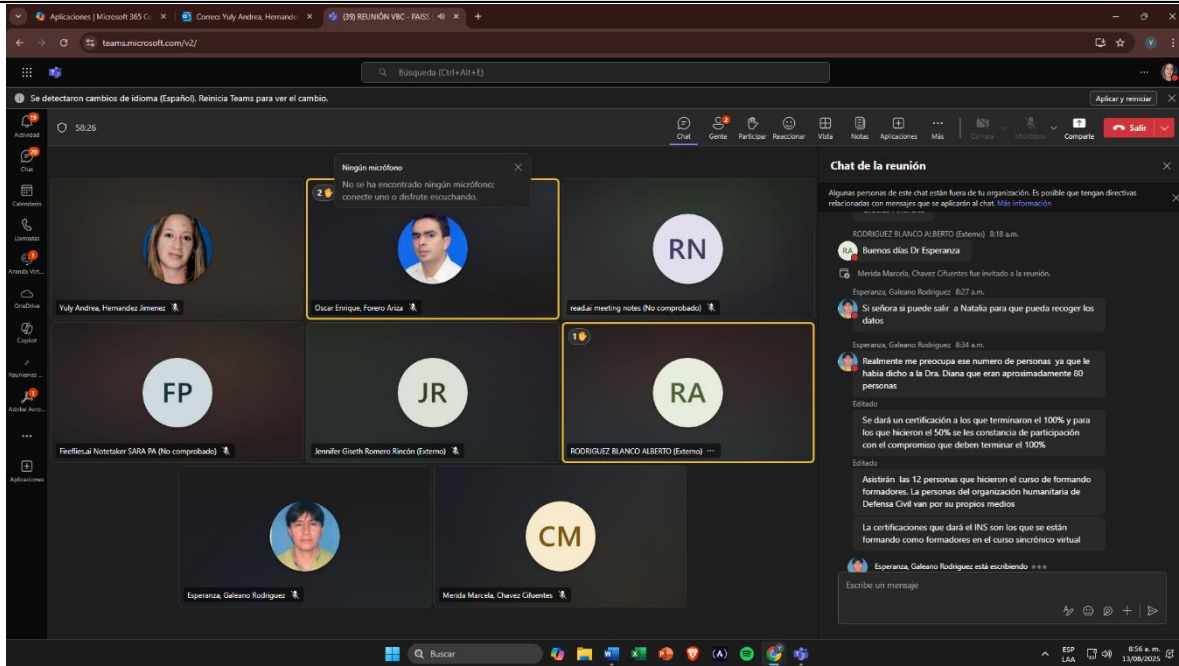 Aplicaciones | Microsoft 365 Co
Correo: Yuly Andrea, Hernande
(39) REUNIÓN VBC - PAISS |
teams.microsoft.com/v2/
Búsqueda (Ctrl+Alt+E)
Se detectaron cambios de idioma (Español). Reinicia Teams para ver el cambio.
Aplicar y reiniciar
58:26
Chat
Gente
Participar
Reaccionar
Vista
Notas
Aplicaciones
Más
Cámara
Micrófono
Comparte
Salir
19
Actividad
20
Chat
Calendario
Llamadas
Aranda Virt...
OneDrive
Copilot
Reuniones ...
Adobe Acro...
Aplicaciones
Ningún micrófono
No se ha encontrado ningún micrófono;
conecte uno o disfrute escuchando.
2
Yuly Andrea, Hernandez Jimenez
Oscar Enrique, Forero Ariza
RN
read.ai meeting notes (No comprobado)
FP
Fireflies.ai Notetaker SARA PA (No comprobado)
JR
Jennifer Giseth Romero Rincón (Externo)
1
RA
RODRIGUEZ BLANCO ALBERTO (Externo) ...
Esperanza, Galeano Rodriguez
CM
Merida Marcela, Chavez Cifuentes
Chat de la reunión
Algunas personas de este chat están fuera de tu organización. Es posible que tengan directivas
relacionadas con mensajes que se aplicarán al chat. Más información
RODRIGUEZ BLANCO ALBERTO (Externo) 8:18 a.m.
RA
Buenos días Dr Esperanza
Merida Marcela, Chavez Cifuentes fue invitado a la reunión.
Esperanza, Galeano Rodriguez 8:27 a.m.
Si señora si puede salir a Natalia para que pueda recoger los
datos
Esperanza, Galeano Rodriguez 8:34 a.m.
Realmente me preocupa ese numero de personas ya que le
habia dicho a la Dra. Diana que eran aproximadamente 80
personas
Editado
Se dará un certificación a los que terminaron el 100% y para
los que hicieron el 50% se les constancia de participación
con el compromiso que deben terminar el 100%
Editado
Asistirán las 12 personas que hicieron el curso de formando
formadores. La personas del organización humanitaria de
Defensa Civil van por su propios medios
La certificaciones que dará el INS son los que se están
formando como formadores en el curso sincrónico virtual
Esperanza, Galeano Rodriguez está escribiendo
Escribe un mensaje
Buscar
ESP
LAA
8:56 a. m.
13/08/2025